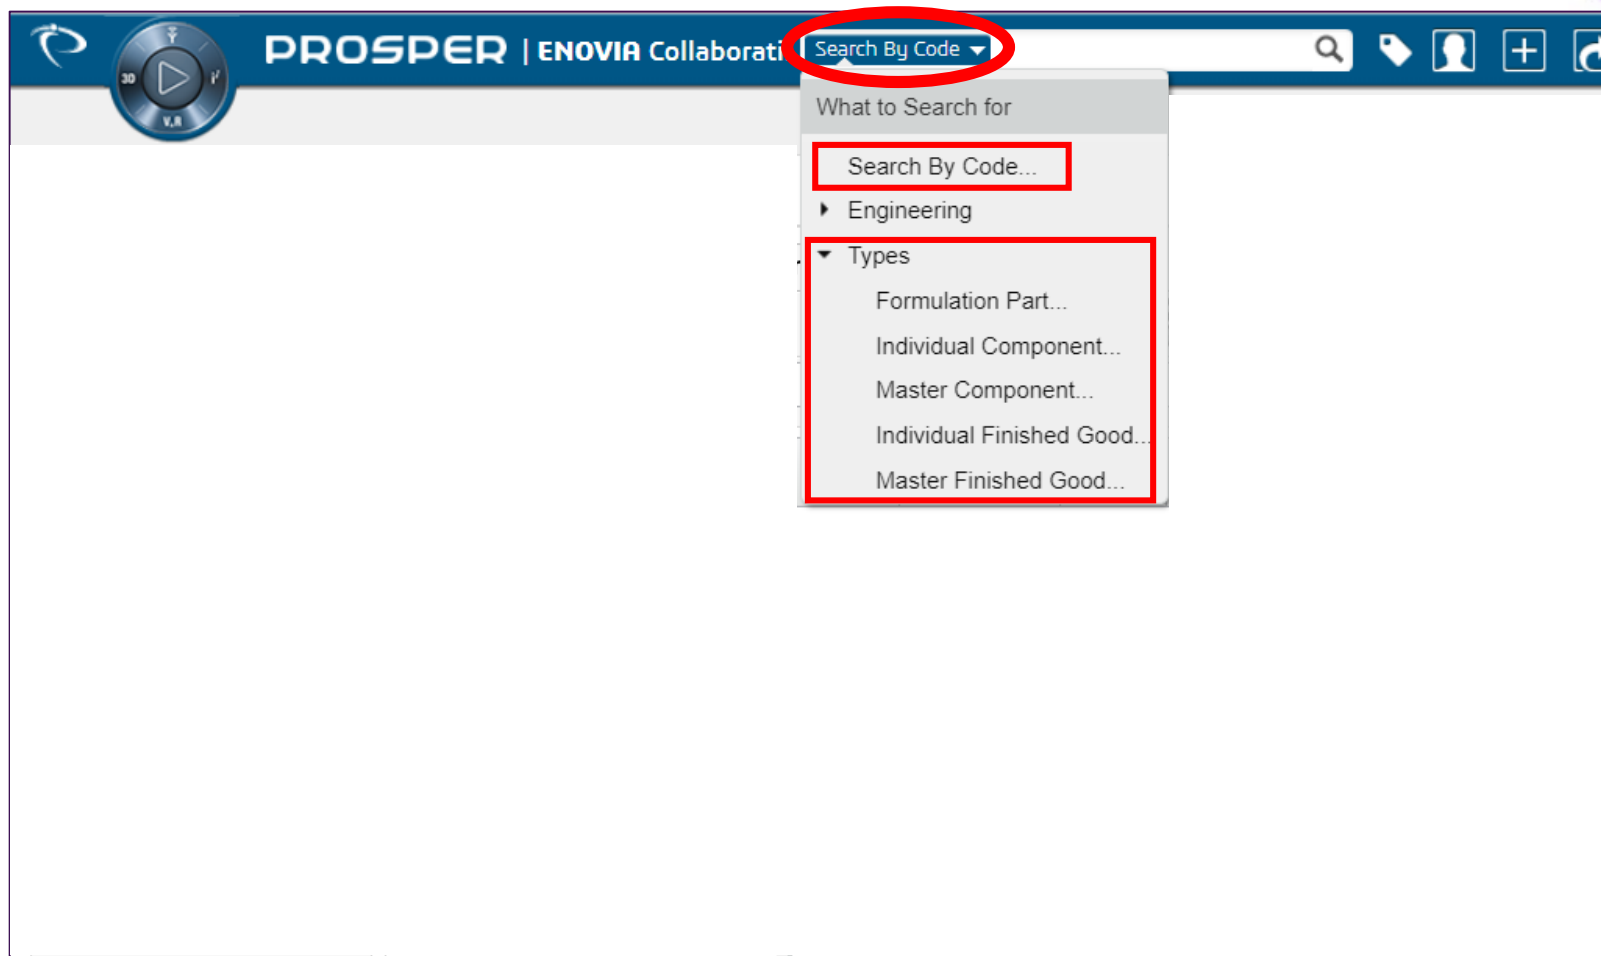 PROSPER | ENOVIA Collaborati
Search By Code
3D
V,R
What to Search for
Search By Code...
Engineering
Types
Formulation Part...
Individual Component...
Master Component...
Individual Finished Good...
Master Finished Good...